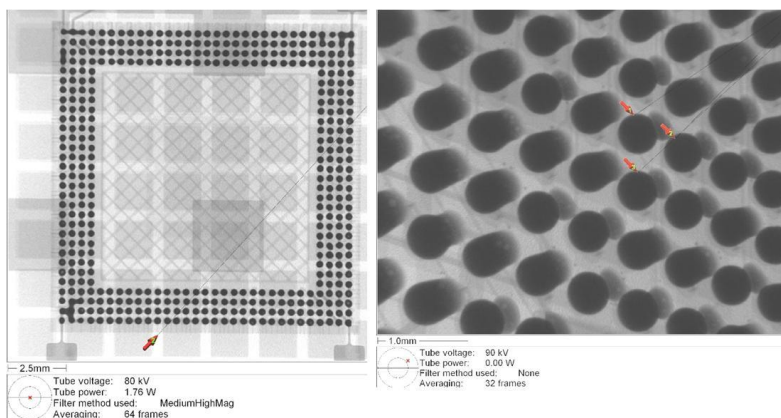 2.5mm
Tube voltage: 80 kV
Tube power: 1.76 W
Filter method used: MediumHighMag
Averaging: 64 frames
1.0mm
Tube voltage: 90 kV
Tube power: 0.00 W
Filter method used: None
Averaging: 32 frames